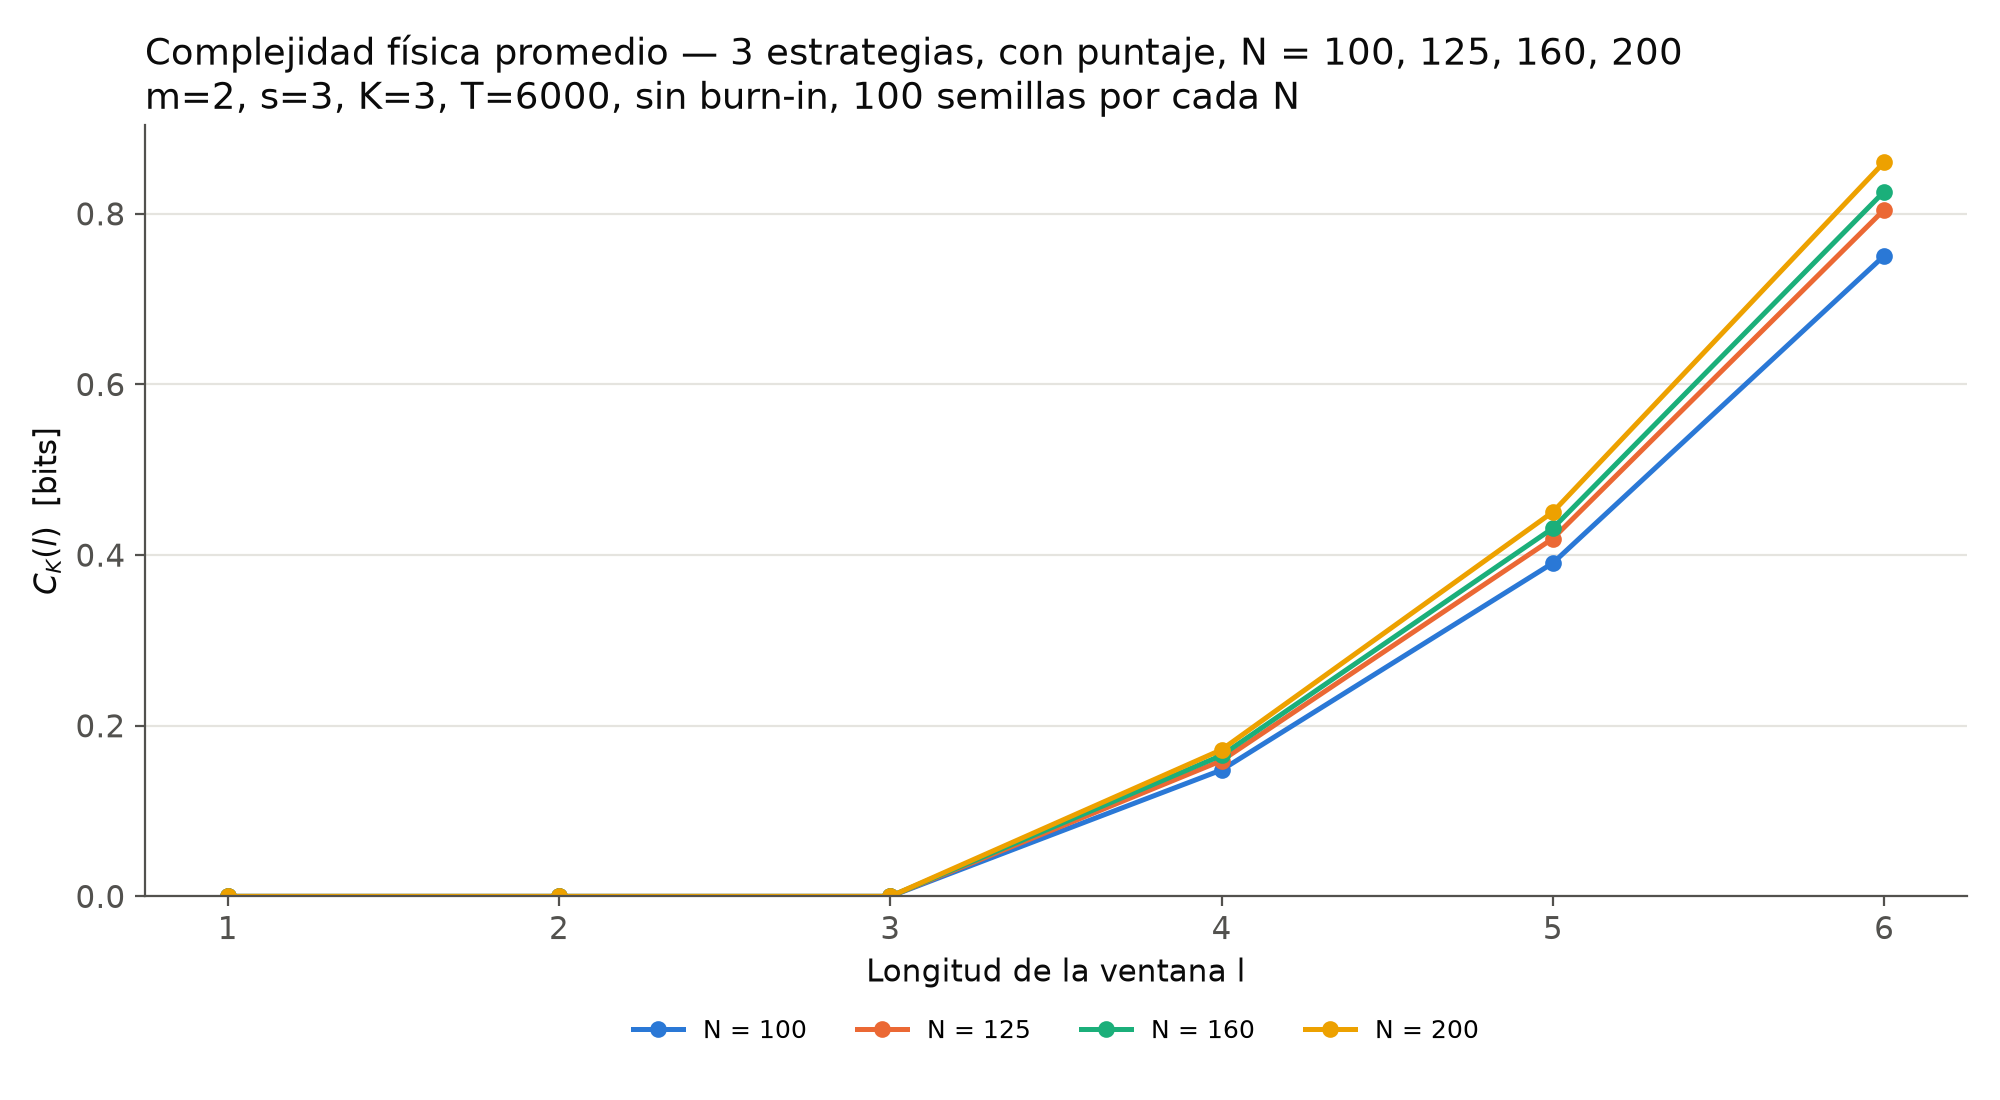 Complejidad física promedio — 3 estrategias, con puntaje, N = 100, 125, 160, 200
m=2, s=3, K=3, T=6000, sin burn-in, 100 semillas por cada N
C_K(l) [bits]
0.8
0.6
0.4
0.2
0.0
1 2 3 4 5 6
Longitud de la ventana l
N = 100 N = 125 N = 160 N = 200